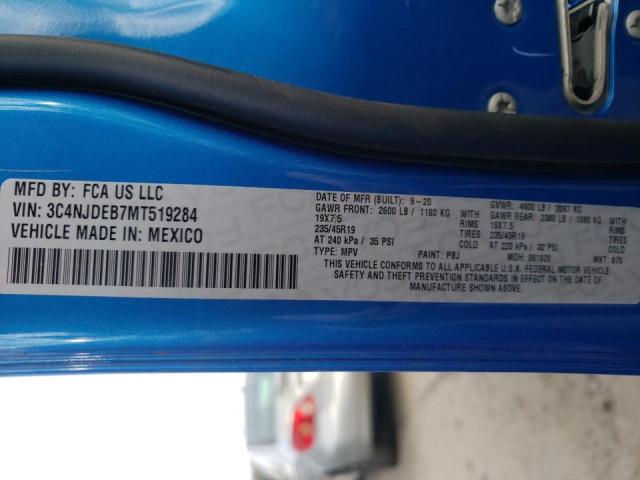 MFD BY: FCA US LLC
VIN: 3C4NJDEB7MT519284
VEHICLE MADE IN: MEXICO
DATE OF MFR (BUILT): 9-20 GVWR: 4600 LB / 2087 KG
GAWR FRONT: 2600 LB / 1180 KG GAWR REAR: 2380 LB / 1080 KG
19X7.5 RIMS 19X7.5 RIMS
235/45R19 TIRES 235/45R19 TIRES
AT 240 kPa / 35 PSI COLD AT 220 kPa / 32 PSI COLD
TYPE: MPV PAINT: PBJ MDH: 091920 MKT: 875
THIS VEHICLE CONFORMS TO ALL APPLICABLE U.S.A. FEDERAL MOTOR VEHICLE
SAFETY AND THEFT PREVENTION STANDARDS IN EFFECT ON THE DATE OF
MANUFACTURE SHOWN ABOVE.